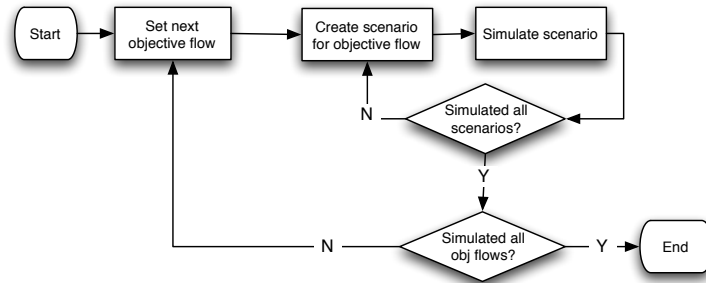 Start
Set next
objective flow
Create scenario
for objective flow
Simulate scenario
N
Simulated all
scenarios?
Y
N
Simulated all
obj flows?
Y
End